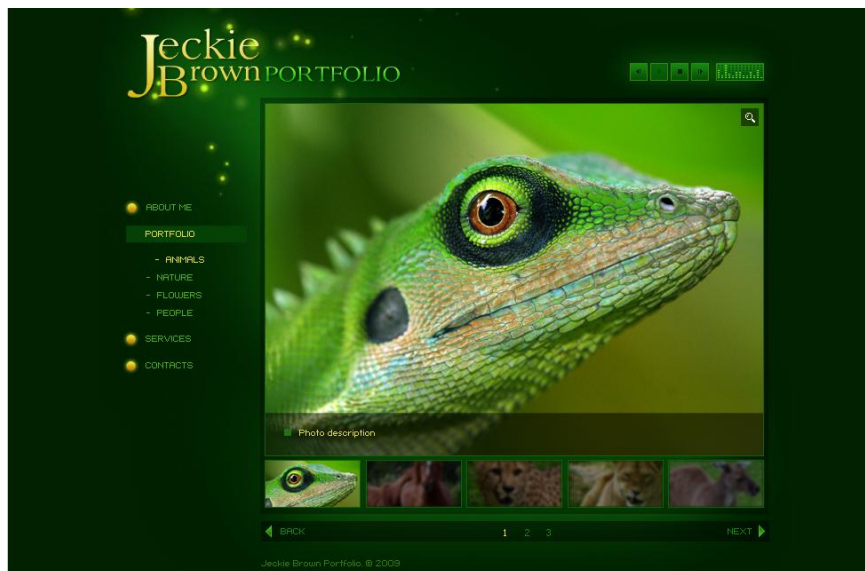 Jeckie
Brown PORTFOLIO
ABOUT ME
PORTFOLIO
- ANIMALS
- NATURE
- FLOWERS
- PEOPLE
SERVICES
CONTACTS
Photo description
BACK
1 2 3
NEXT
Jeckie Brown Portfolio © 2009